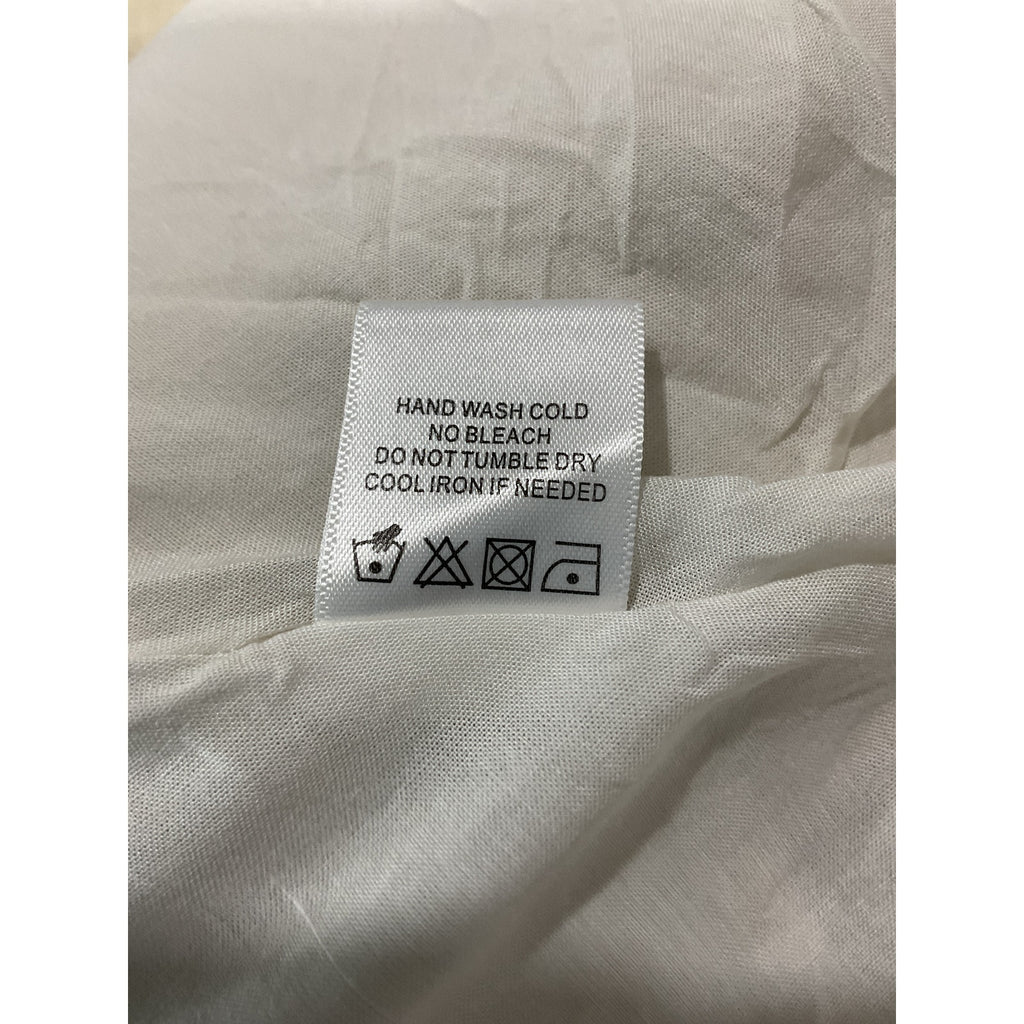 HAND WASH COLD
NO BLEACH
DO NOT TUMBLE DRY
COOL IRON IF NEEDED